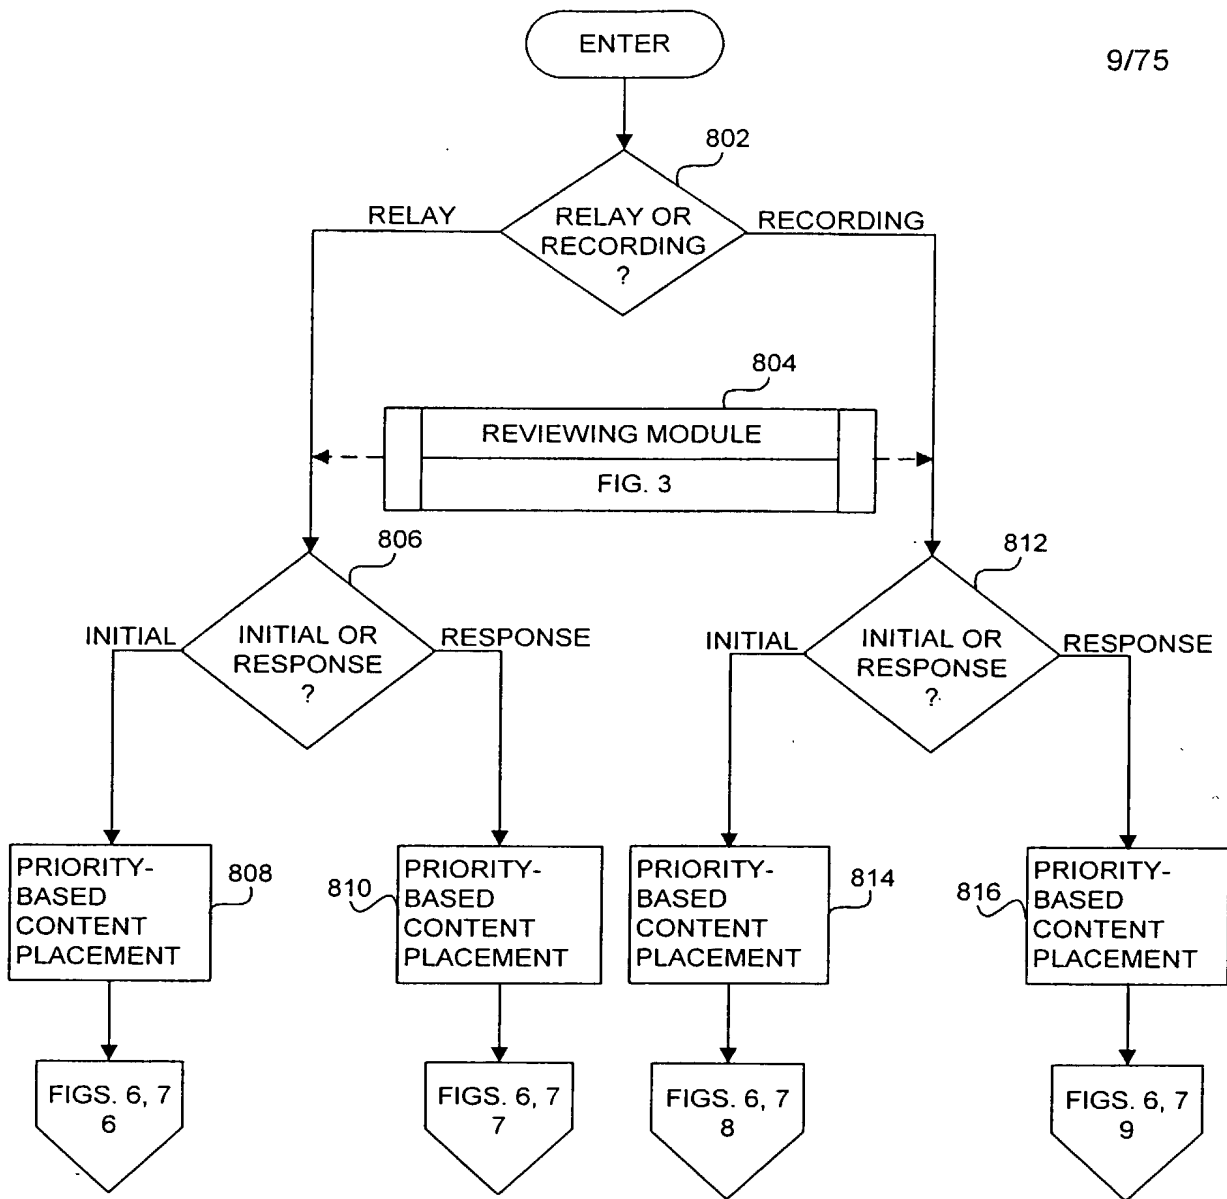 ENTER
9/75
802
RELAY
RELAY OR
RECORDING
?
RECORDING
804
REVIEWING MODULE
FIG. 3
806
812
INITIAL
INITIAL OR
RESPONSE
?
RESPONSE
INITIAL
INITIAL OR
RESPONSE
?
RESPONSE
PRIORITY-
BASED
CONTENT
PLACEMENT
808
810
PRIORITY-
BASED
CONTENT
PLACEMENT
PRIORITY-
BASED
CONTENT
PLACEMENT
814
816
PRIORITY-
BASED
CONTENT
PLACEMENT
FIGS. 6, 7
6
FIGS. 6, 7
7
FIGS. 6, 7
8
FIGS. 6, 7
9